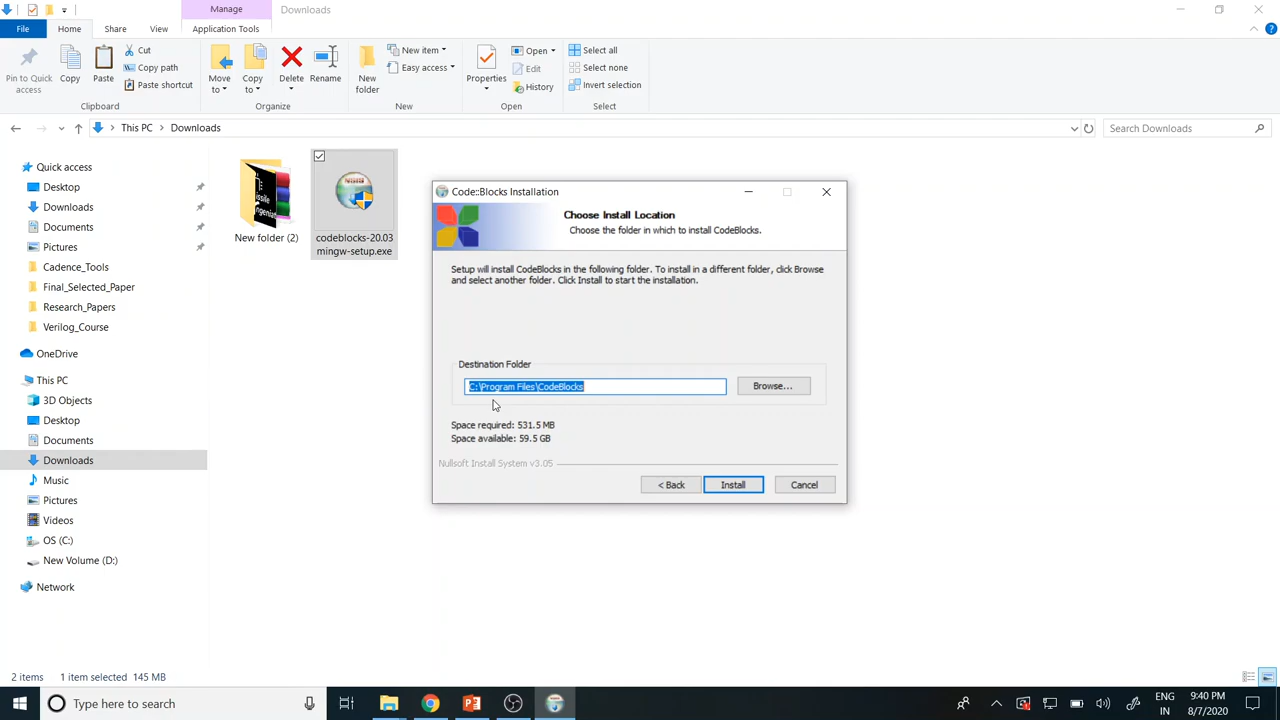 Manage
Downloads
File
Home
Share
View
Application Tools
Pin to Quick
access
Copy
Paste
Cut
Copy path
Paste shortcut
Clipboard
Move
to
Copy
to
Delete
Rename
Organize
New
folder
New item
Easy access
New
Properties
Open
Edit
History
Open
Select all
Select none
Invert selection
Select
This PC
Downloads
Search Downloads
Quick access
Desktop
Downloads
Documents
Pictures
Cadence_Tools
Final_Selected_Paper
Research_Papers
Verilog_Course
OneDrive
This PC
3D Objects
Desktop
Documents
Downloads
Music
Pictures
Videos
OS (C:)
New Volume (D:)
Network
New folder (2)
codeblocks-20.03
mingw-setup.exe
Code::Blocks Installation
Choose Install Location
Choose the folder in which to install CodeBlocks.
Setup will install CodeBlocks in the following folder. To install in a different folder, click Browse
and select another folder. Click Install to start the installation.
Destination Folder
C:\Program Files\CodeBlocks
Browse...
Space required: 531.5 MB
Space available: 59.5 GB
Nullsoft Install System v3.05
< Back
Install
Cancel
2 items
1 item selected 145 MB
Type here to search
ENG
IN
9:40 PM
8/7/2020